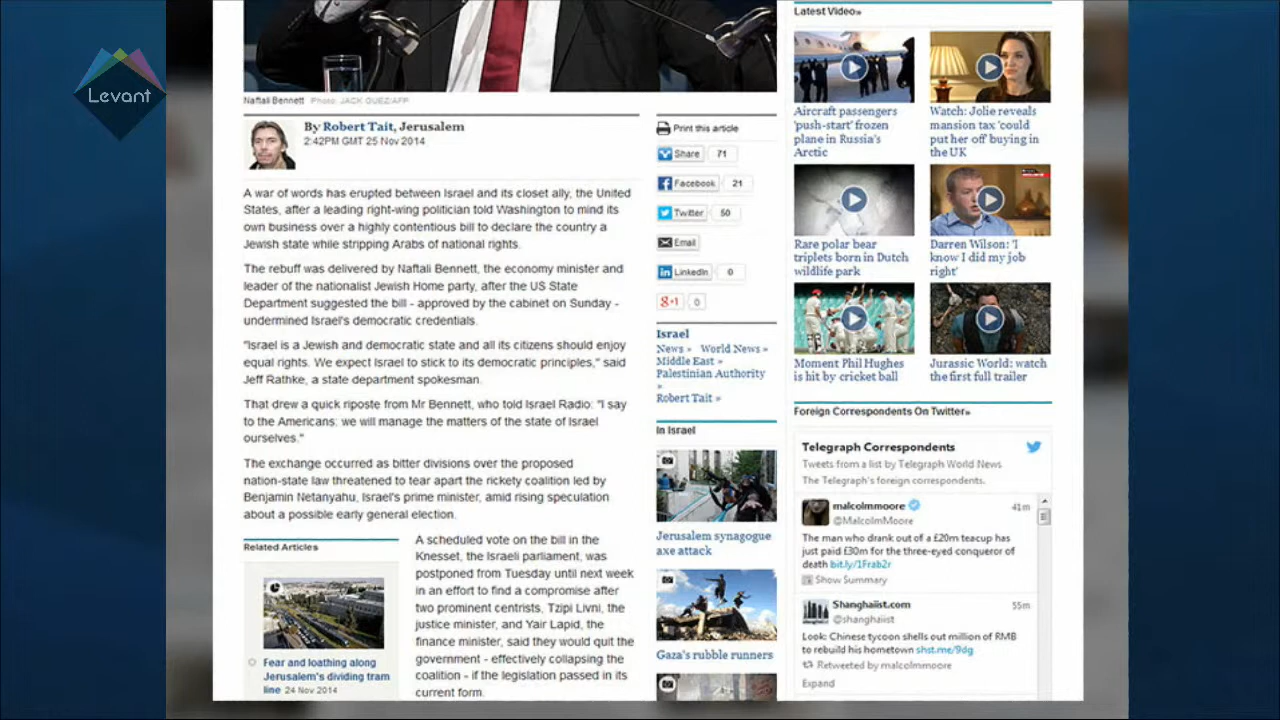 Levant
Naftali Bennett Photo: JACK GUEZ/AFP
By Robert Tait, Jerusalem
2:42PM GMT 25 Nov 2014
A war of words has erupted between Israel and its closet ally, the United
States, after a leading right-wing politician told Washington to mind its
own business over a highly contentious bill to declare the country a
Jewish state while stripping Arabs of national rights.
The rebuff was delivered by Naftali Bennett, the economy minister and
leader of the nationalist Jewish Home party, after the US State
Department suggested the bill - approved by the cabinet on Sunday -
undermined Israel's democratic credentials.
"Israel is a Jewish and democratic state and all its citizens should enjoy
equal rights. We expect Israel to stick to its democratic principles," said
Jeff Rathke, a state department spokesman.
That drew a quick riposte from Mr Bennett, who told Israel Radio: "I say
to the Americans: we will manage the matters of the state of Israel
ourselves."
The exchange occurred as bitter divisions over the proposed
nation-state law threatened to tear apart the rickety coalition led by
Benjamin Netanyahu, Israel's prime minister, amid rising speculation
about a possible early general election.
Related Articles
Fear and loathing along
Jerusalem's dividing tram
line 24 Nov 2014
A scheduled vote on the bill in the
Knesset, the Israeli parliament, was
postponed from Tuesday until next week
in an effort to find a compromise after
two prominent centrists, Tzipi Livni, the
justice minister, and Yair Lapid, the
finance minister, said they would quit the
government - effectively collapsing the
coalition - if the legislation passed in its
current form.
Print this article
Share 71
Facebook 21
Twitter 50
Email
in LinkedIn 0
g+1 0
Israel
News » World News »
Middle East »
Palestinian Authority
»
Robert Tait »
In Israel
Jerusalem synagogue
axe attack
Gaza's rubble runners
Latest Video»
Aircraft passengers
'push-start' frozen
plane in Russia's
Arctic
Watch: Jolie reveals
mansion tax 'could
put her off' buying in
the UK
Rare polar bear
triplets born in Dutch
wildlife park
Darren Wilson: 'I
know I did my job
right'
Moment Phil Hughes
is hit by cricket ball
Jurassic World: watch
the first full trailer
Foreign Correspondents On Twitter»
Telegraph Correspondents
Tweets from a list by Telegraph World News
The Telegraph's foreign correspondents.
malcolmmoore 41m
@MalcolmMoore
The man who drank out of a £20m teacup has
just paid £30m for the three-eyed conqueror of
death bit.ly/1Frab2r
Show Summary
Shanghaiist.com 55m
@shanghaiist
Look: Chinese tycoon shells out million of RMB
to rebuild his hometown shst.me/9dg
Retweeted by malcolmmoore
Expand